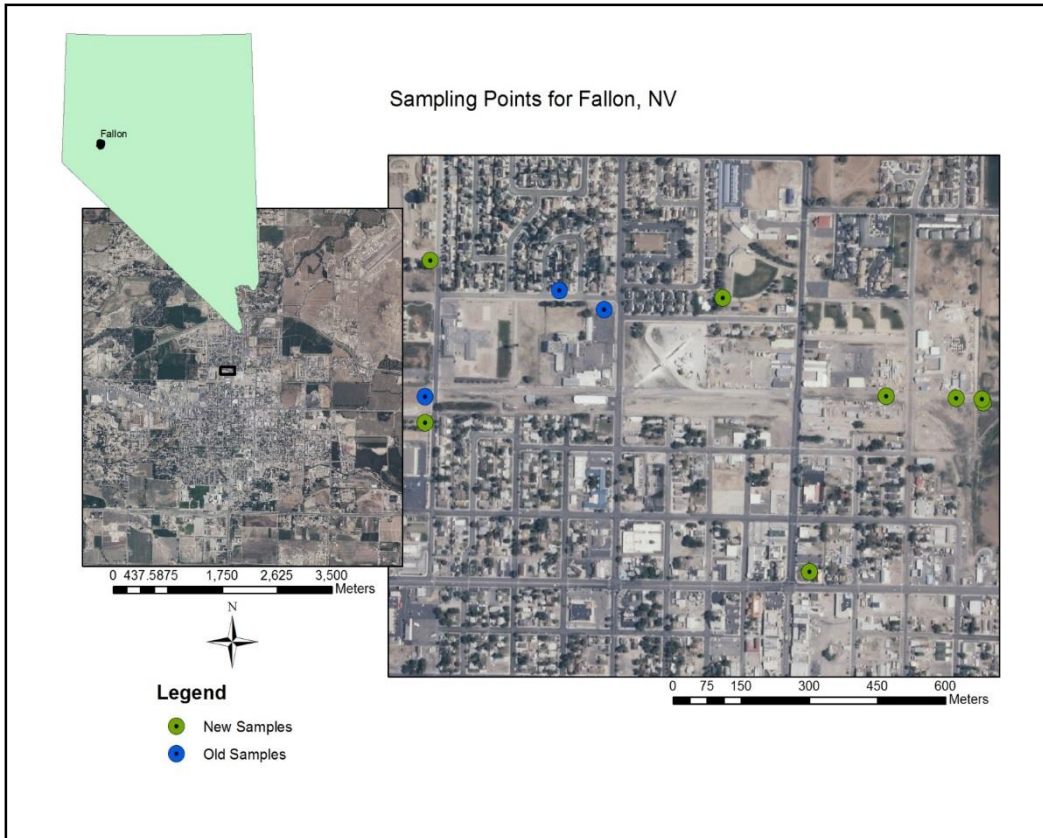 Sampling Points for Fallon, NV
Fallon
0 437.5875 1,750 2,625 3,500
Meters
N
Legend
New Samples
Old Samples
0 75 150 300 450 600
Meters